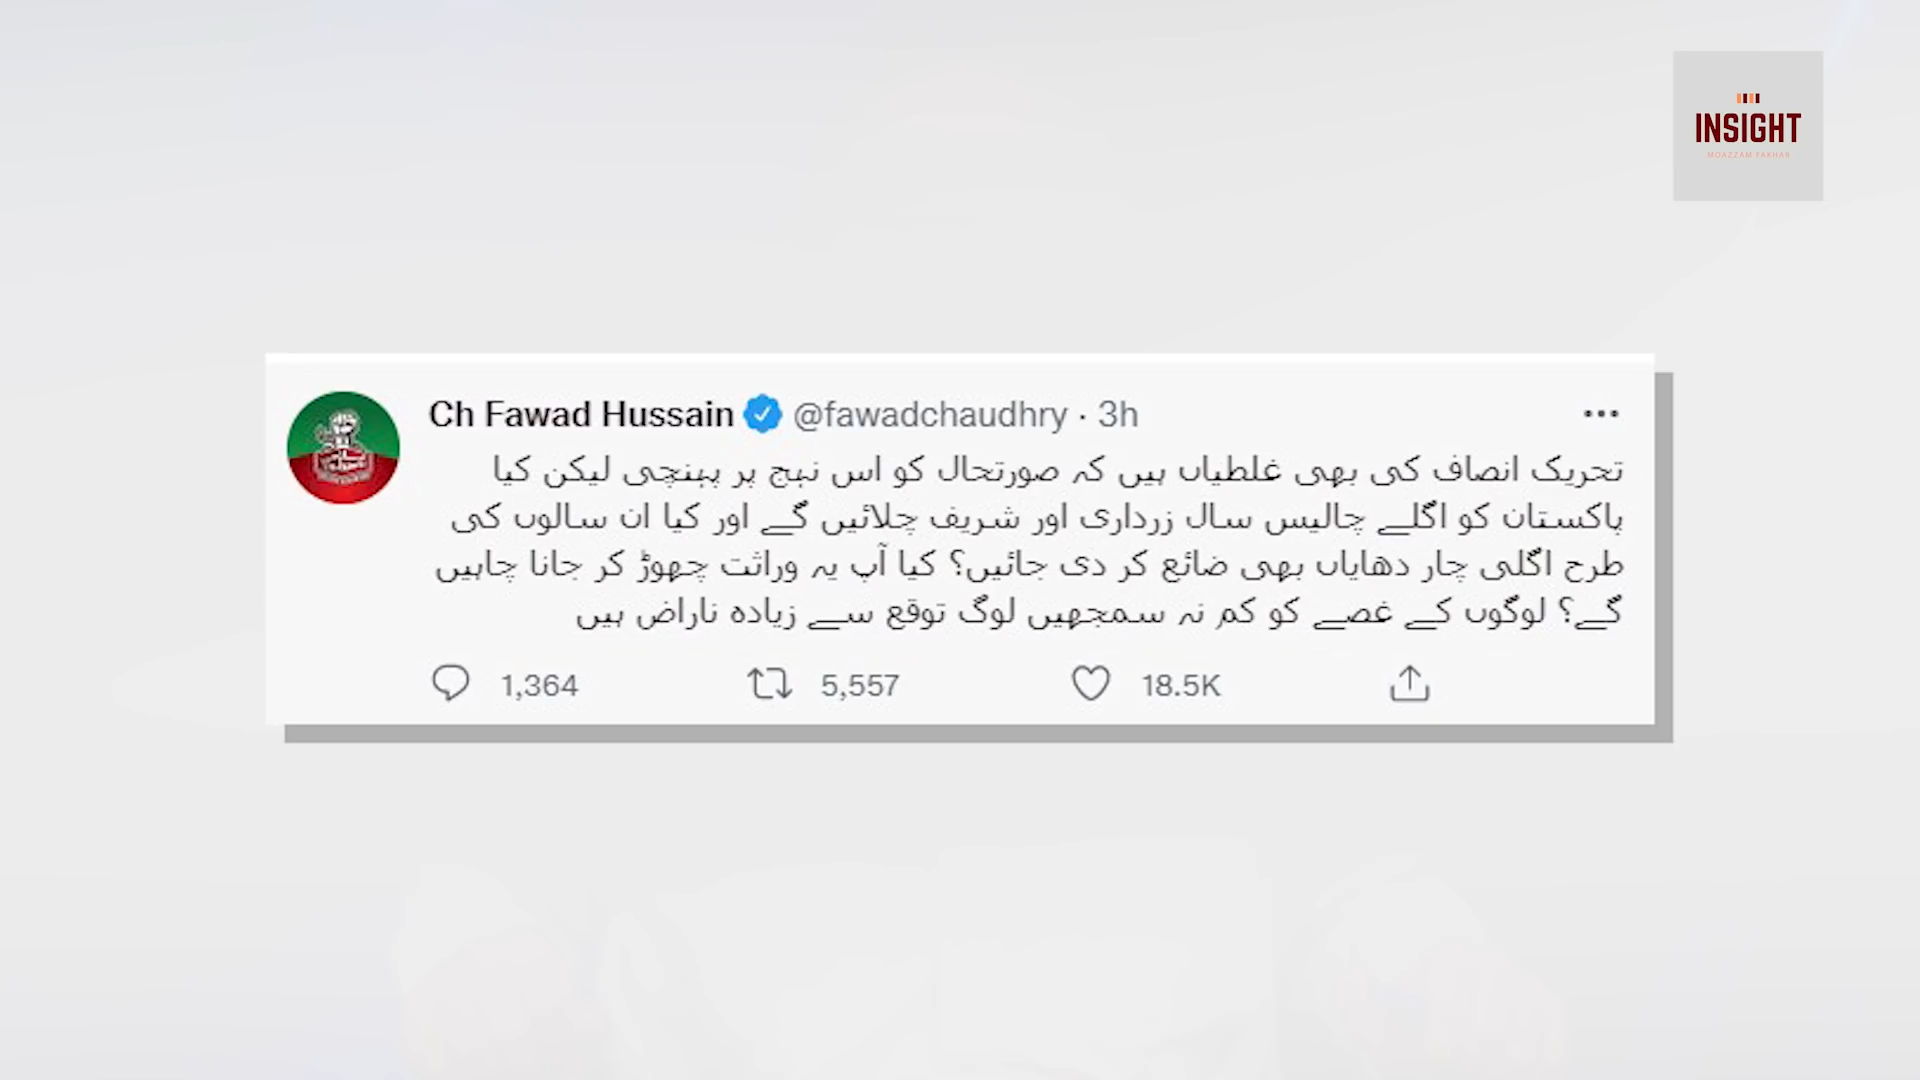 INSIGHT
MOAZZAM FAKHAR
Ch Fawad Hussain @fawadchaudhry · 3h
تحریک انصاف کی بھی غلطیاں ہیں کہ صورتحال کو اس نہج پر پہنچی لیکن کیا
پاکستان کو اگلے چالیس سال زرداری اور شریف چلائیں گے اور کیا ان سالوں کی
طرح اگلی چار دھایاں بھی ضائع کر دی جائیں؟ کیا آپ یہ وراثت چھوڑ کر جانا چاہیں
گے؟ لوگوں کے غصے کو کم نہ سمجھیں لوگ توقع سے زیادہ ناراض ہیں
1,364 5,557 18.5K